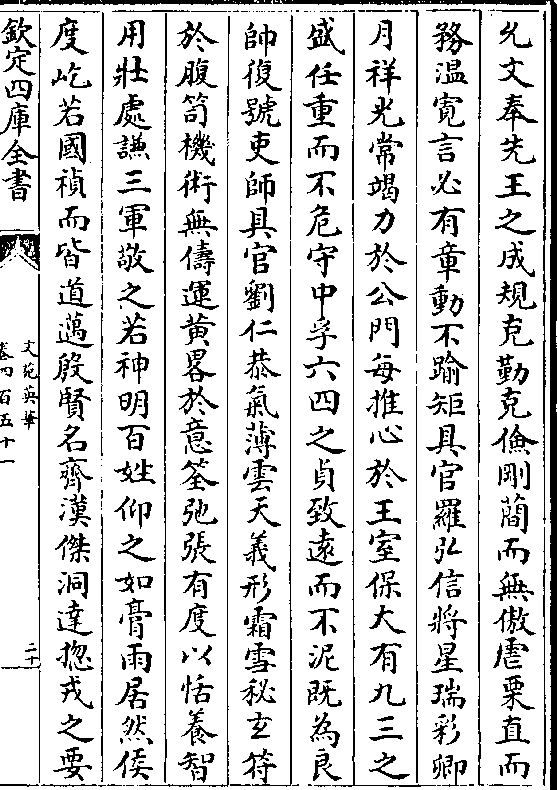 允文奉先王之成規克勤克儉剛蕳而無傲虐栗直而
務溫寛言必有章動不踰矩具官羅弘信將星瑞彩卿
月祥光常竭力於公門每推心於王室保大有九三之
盛任重而不危守中孚六四之貞致遠而不泥既為良
帥復號吏師具官劉仁恭氣薄雲天義形霜雪秘玄符
於腹笥機術無儔運黄畧於意筌弛張有度以恬養智
用壯處謙三軍敬之若神明百姓仰之如膏雨居然侯
度屹若國禎而皆道邁殷賢名齊漢傑洞達揔戎之要
欽定四庫全書
文苑英華
卷四百五十一
二十